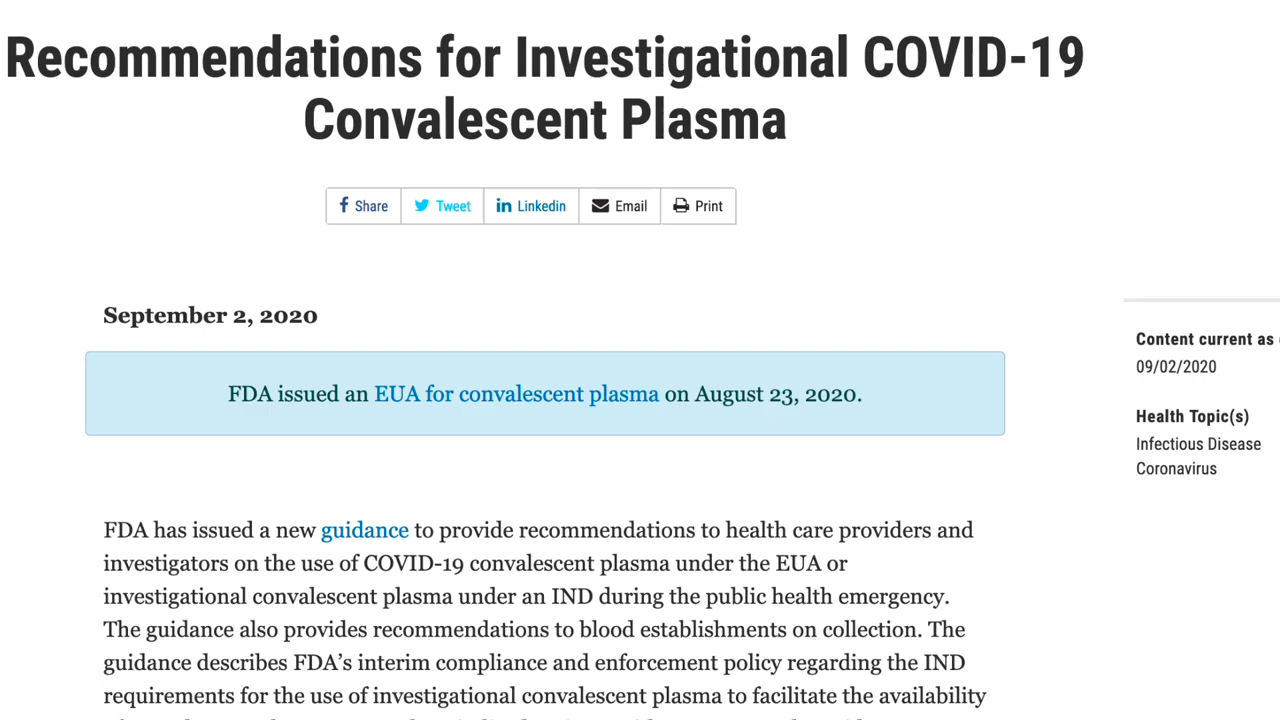 Recommendations for Investigational COVID-19
Convalescent Plasma
Share Tweet Linkedin Email Print
September 2, 2020
FDA issued an EUA for convalescent plasma on August 23, 2020.
Content current as
09/02/2020
Health Topic(s)
Infectious Disease
Coronavirus
FDA has issued a new guidance to provide recommendations to health care providers and
investigators on the use of COVID-19 convalescent plasma under the EUA or
investigational convalescent plasma under an IND during the public health emergency.
The guidance also provides recommendations to blood establishments on collection. The
guidance describes FDA’s interim compliance and enforcement policy regarding the IND
requirements for the use of investigational convalescent plasma to facilitate the availability